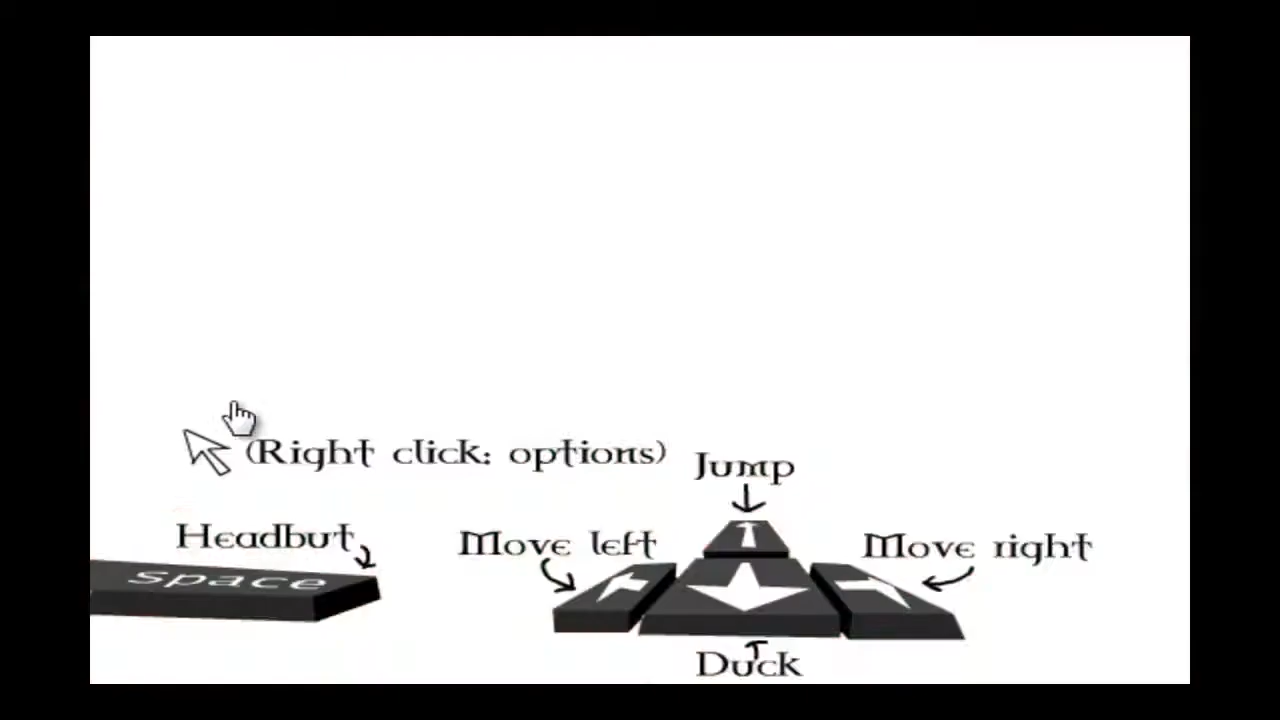 (Right click: options)
Jump
Headbut
Move left
Move right
space
Duck